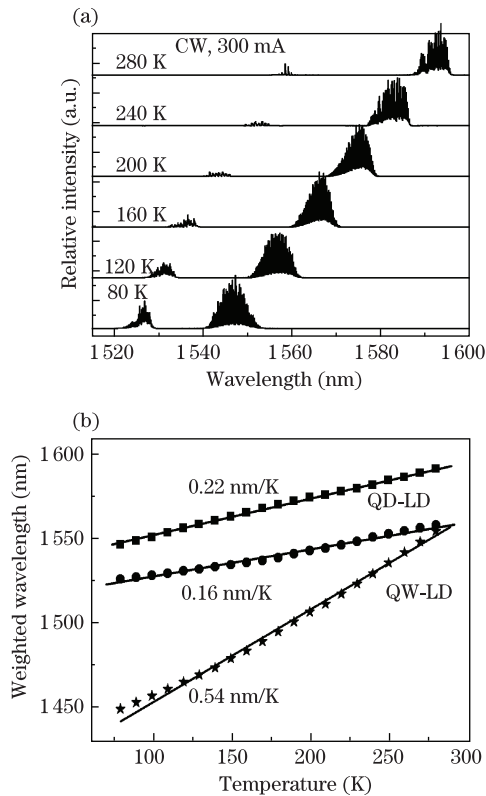 (a)
CW, 300 mA
280 K
240 K
200 K
160 K
120 K
80 K
Relative intensity (a.u.)
1 520 1 540 1 560 1 580 1 600
Wavelength (nm)
(b)
1 600
1 550
1 500
1 450
Weighted wavelength (nm)
0.22 nm/K
QD-LD
0.16 nm/K
QW-LD
0.54 nm/K
100 150 200 250 300
Temperature (K)